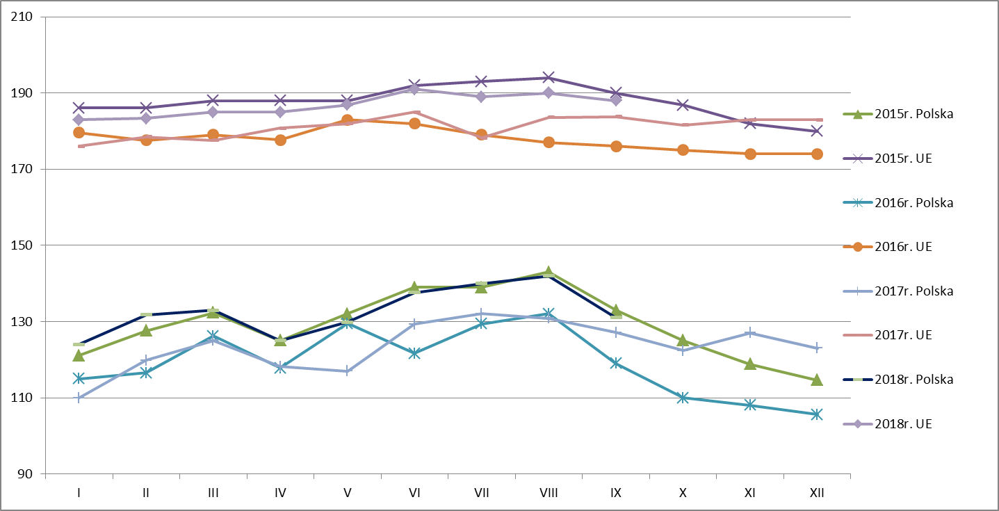 210
190
170
150
130
110
90
I II III IV V VI VII VIII IX X XI XII
2015r. Polska
2015r. UE
2016r. Polska
2016r. UE
2017r. Polska
2017r. UE
2018r. Polska
2018r. UE